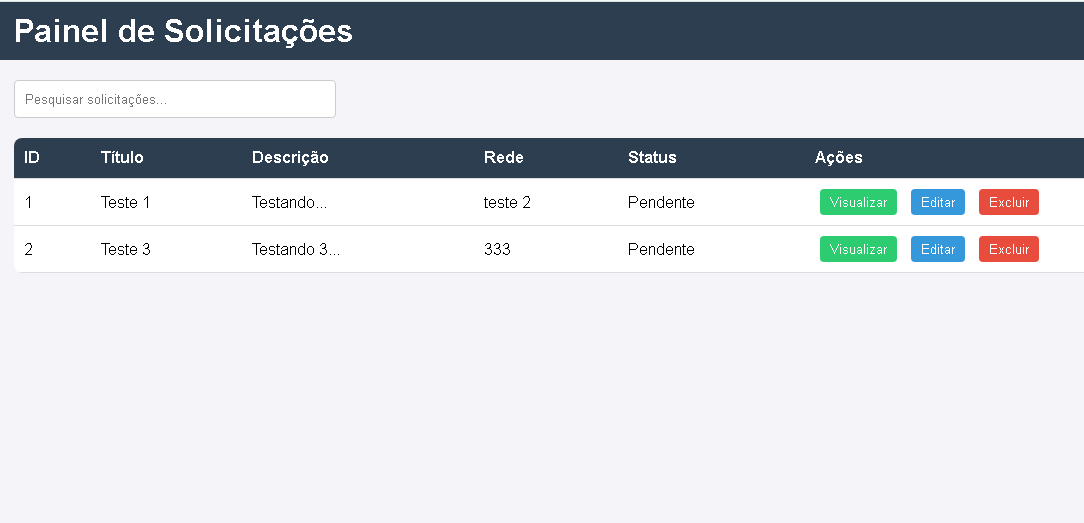 Painel de Solicitações
Pesquisar solicitações...
ID Título Descrição Rede Status Ações
1 Teste 1 Testando... teste 2 Pendente Visualizar Editar Excluir
2 Teste 3 Testando 3... 333 Pendente Visualizar Editar Excluir